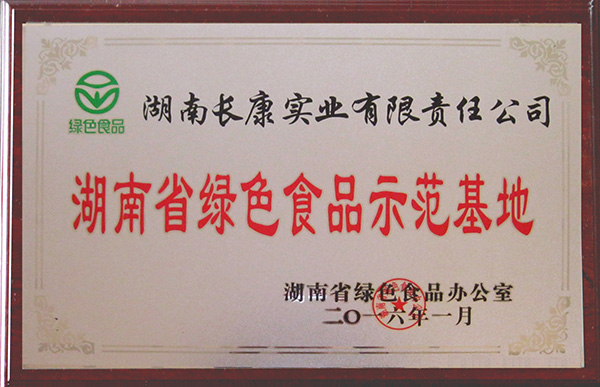 绿色食品
湖南长康实业有限责任公司
湖南省绿色食品示范基地
湖南省绿色食品办公室
二〇一六年一月